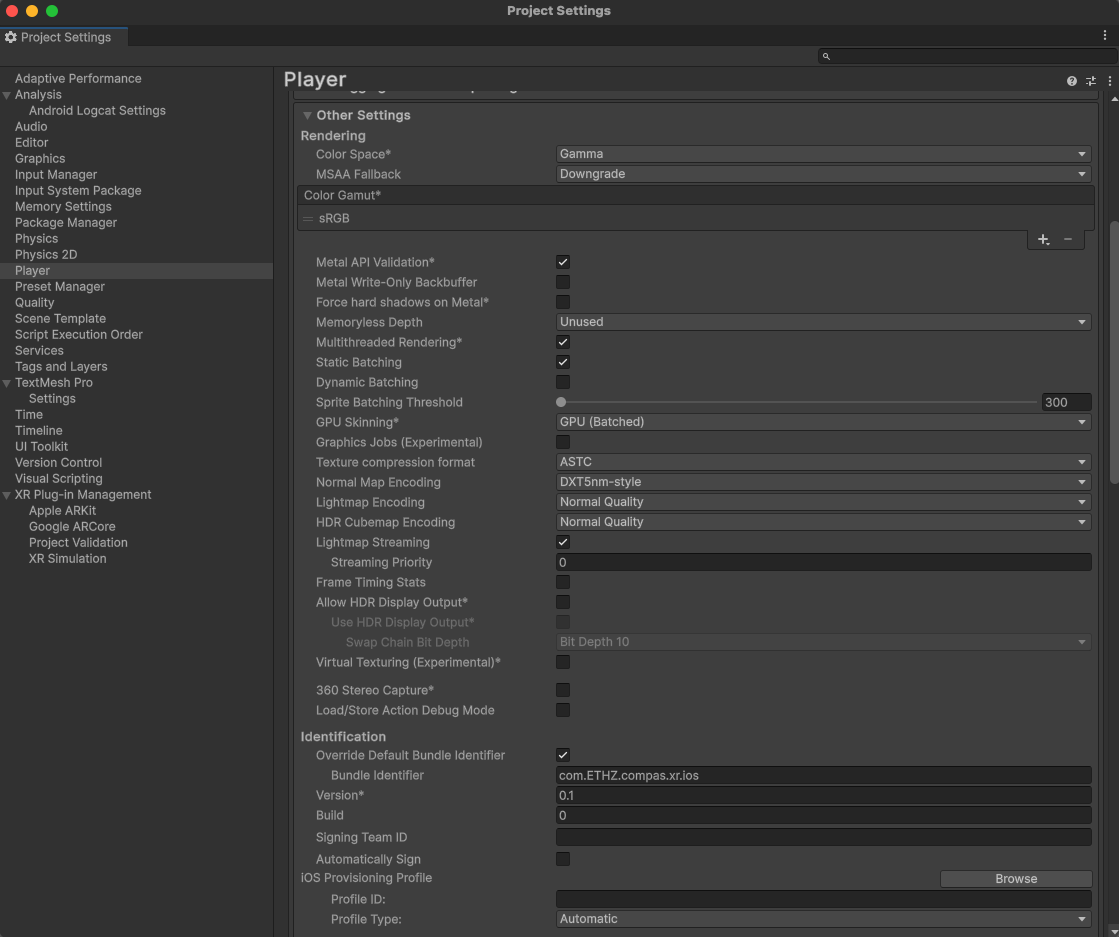 Project Settings
Project Settings
Adaptive Performance
Analysis
Android Logcat Settings
Audio
Editor
Graphics
Input Manager
Input System Package
Memory Settings
Package Manager
Physics
Physics 2D
Player
Preset Manager
Quality
Scene Template
Script Execution Order
Services
Tags and Layers
TextMesh Pro
Settings
Time
Timeline
UI Toolkit
Version Control
Visual Scripting
XR Plug-in Management
Apple ARKit
Google ARCore
Project Validation
XR Simulation
Player
Other Settings
Rendering
Color Space* Gamma
MSAA Fallback Downgrade
Color Gamut*
sRGB
Metal API Validation*
Metal Write-Only Backbuffer
Force hard shadows on Metal*
Memoryless Depth Unused
Multithreaded Rendering*
Static Batching
Dynamic Batching
Sprite Batching Threshold 300
GPU Skinning* GPU (Batched)
Graphics Jobs (Experimental)
Texture compression format ASTC
Normal Map Encoding DXT5nm-style
Lightmap Encoding Normal Quality
HDR Cubemap Encoding Normal Quality
Lightmap Streaming
Streaming Priority 0
Frame Timing Stats
Allow HDR Display Output*
Use HDR Display Output*
Swap Chain Bit Depth Bit Depth 10
Virtual Texturing (Experimental)*
360 Stereo Capture*
Load/Store Action Debug Mode
Identification
Override Default Bundle Identifier
Bundle Identifier com.ETHZ.compas.xr.ios
Version* 0.1
Build 0
Signing Team ID
Automatically Sign
iOS Provisioning Profile Browse
Profile ID:
Profile Type: Automatic